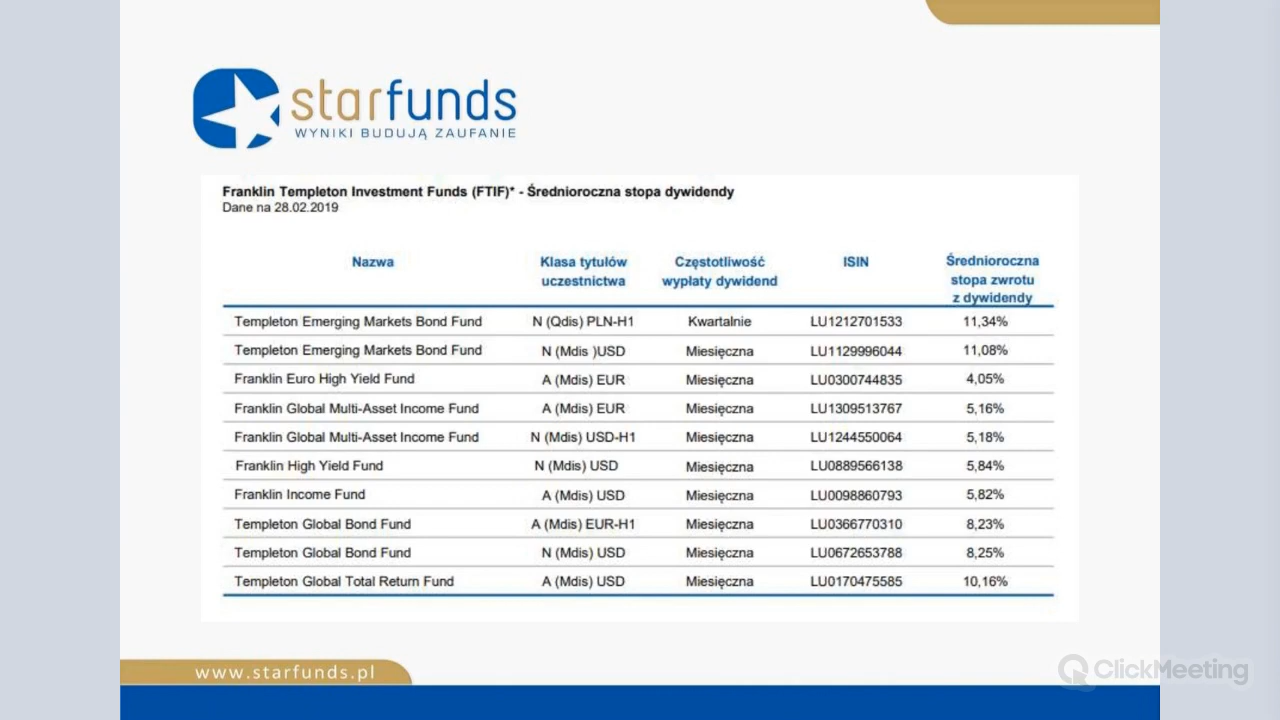 starfunds
WYNIKI BUDUJĄ ZAUFANIE
Franklin Templeton Investment Funds (FTIF)* - Średnioroczna stopa dywidendy
Dane na 28.02.2019
Nazwa Klasa tytułów uczestnictwa Częstotliwość wypłaty dywidend ISIN Średnioroczna stopa zwrotu z dywidendy
Templeton Emerging Markets Bond Fund N (Qdis) PLN-H1 Kwartalnie LU1212701533 11,34%
Templeton Emerging Markets Bond Fund N (Mdis )USD Miesięczna LU1129996044 11,08%
Franklin Euro High Yield Fund A (Mdis) EUR Miesięczna LU0300744835 4,05%
Franklin Global Multi-Asset Income Fund A (Mdis) EUR Miesięczna LU1309513767 5,16%
Franklin Global Multi-Asset Income Fund N (Mdis) USD-H1 Miesięczna LU1244550064 5,18%
Franklin High Yield Fund N (Mdis) USD Miesięczna LU0889566138 5,84%
Franklin Income Fund A (Mdis) USD Miesięczna LU0098860793 5,82%
Templeton Global Bond Fund A (Mdis) EUR-H1 Miesięczna LU0366770310 8,23%
Templeton Global Bond Fund N (Mdis) USD Miesięczna LU0672653788 8,25%
Templeton Global Total Return Fund A (Mdis) USD Miesięczna LU0170475585 10,16%
www.starfunds.pl
ClickMeeting